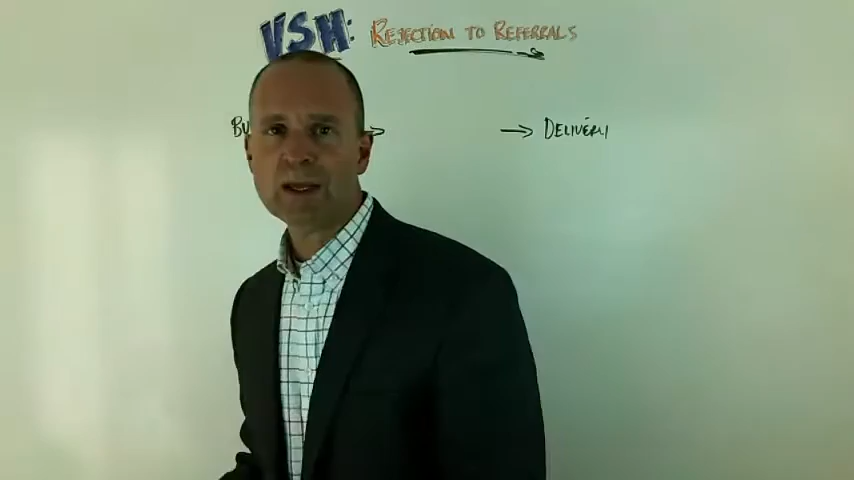 VSH: REJECTION TO REFERRALS
→ → DELIVERY